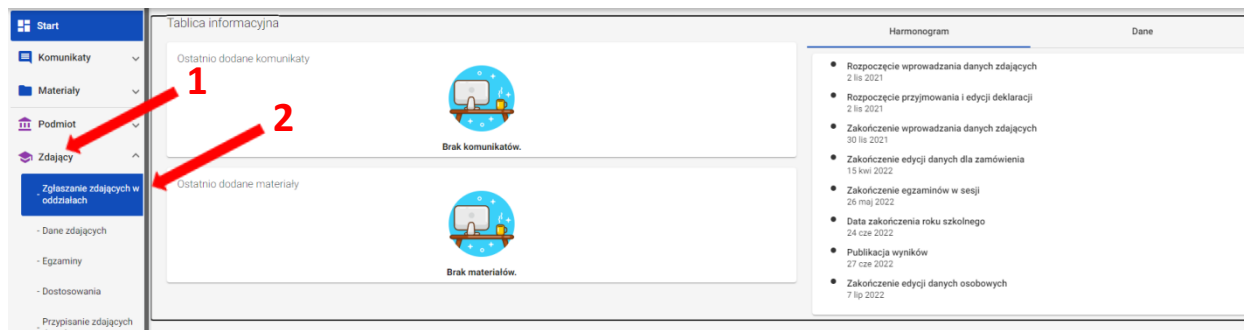 Start
Komunikaty
Materiały
Podmiot
Zdający
- Zgłaszanie zdających w
oddziałach
- Dane zdających
- Egzaminy
- Dostosowania
- Przypisanie zdających
1
2
Tablica informacyjna
Ostatnio dodane komunikaty
Brak komunikatów.
Ostatnio dodane materiały
Brak materiałów.
Harmonogram
Dane
Rozpoczęcie wprowadzania danych zdających
2 lis 2021
Rozpoczęcie przyjmowania i edycji deklaracji
2 lis 2021
Zakończenie wprowadzania danych zdających
30 lis 2021
Zakończenie edycji danych dla zamówienia
15 kwi 2022
Zakończenie egzaminów w sesji
26 maj 2022
Data zakończenia roku szkolnego
24 cze 2022
Publikacja wyników
27 cze 2022
Zakończenie edycji danych osobowych
7 lip 2022